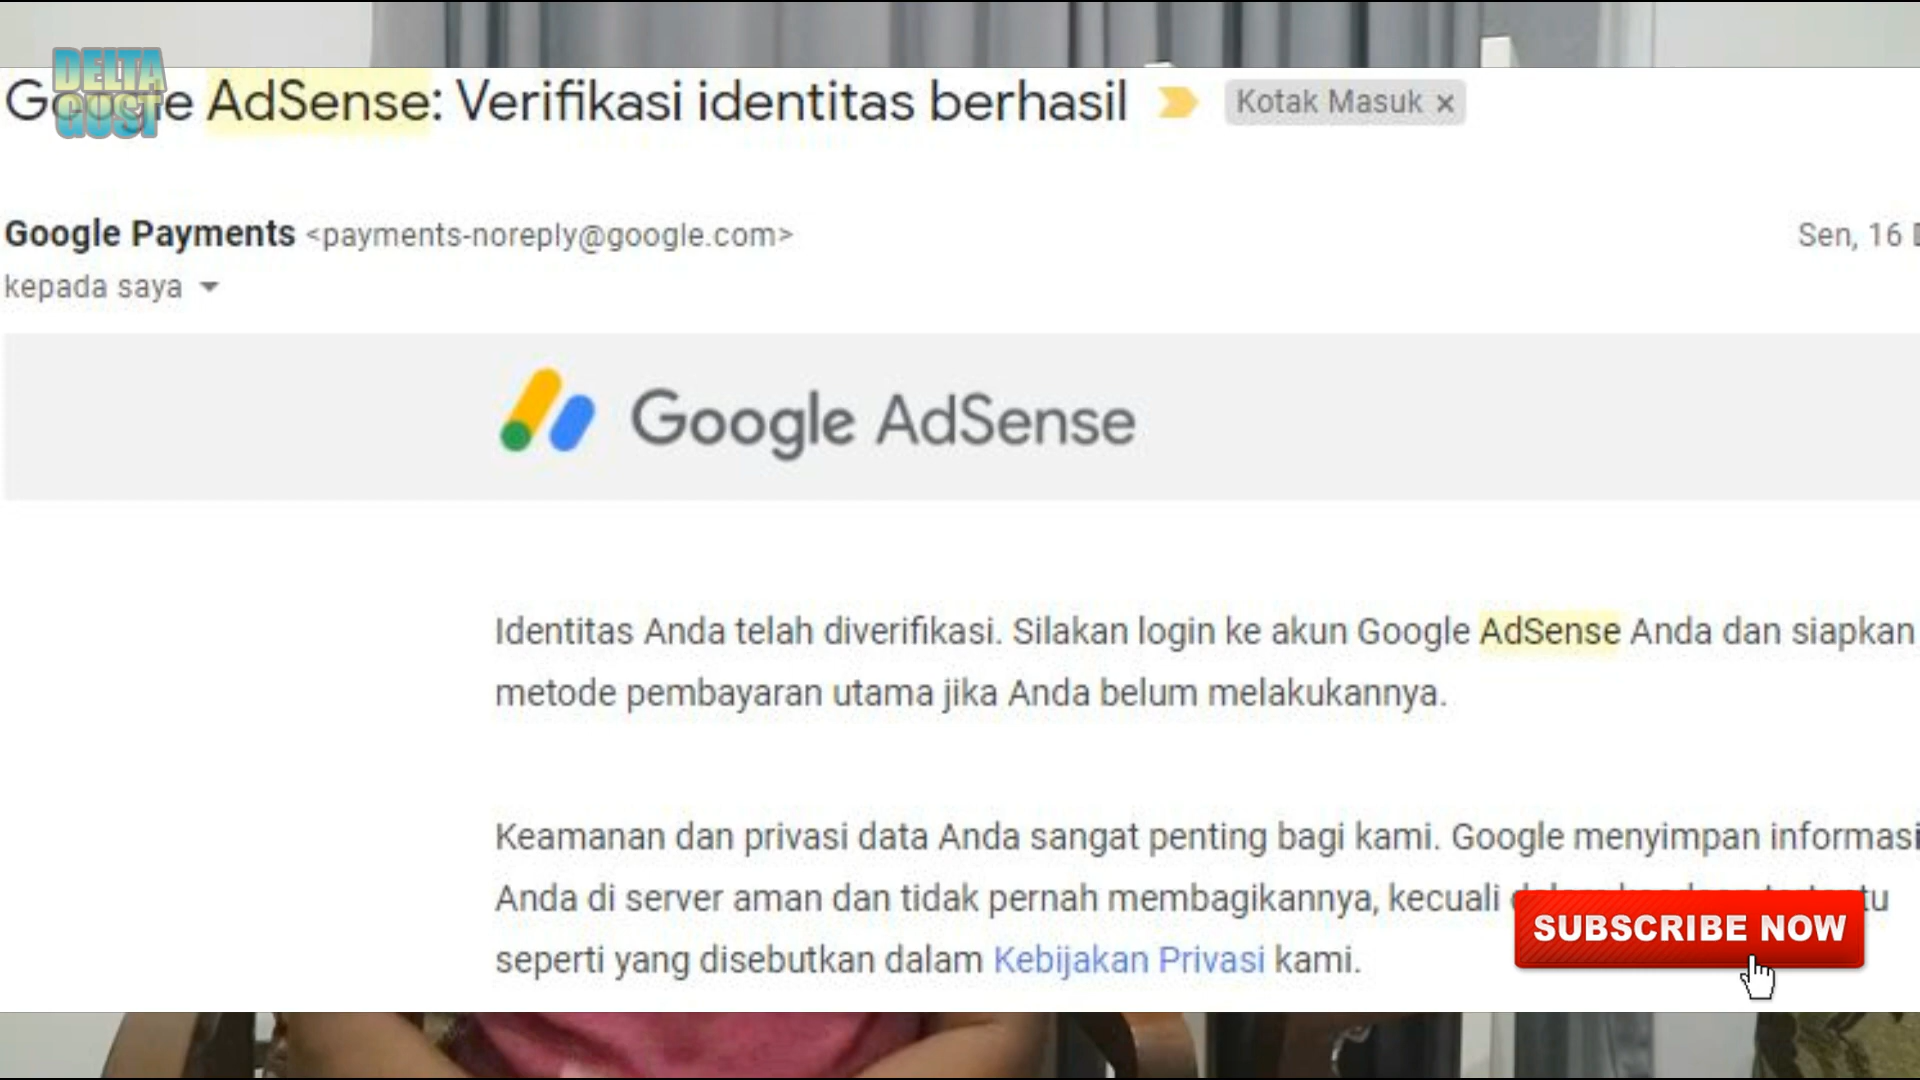 DELTA
GUST
AdSense: Verifikasi identitas berhasil
Kotak Masuk ×
Google Payments <payments-noreply@google.com>
Sen, 16
kepada saya
Google AdSense
Identitas Anda telah diverifikasi. Silakan login ke akun Google AdSense Anda dan siapkan
metode pembayaran utama jika Anda belum melakukannya.
Keamanan dan privasi data Anda sangat penting bagi kami. Google menyimpan informasi
Anda di server aman dan tidak pernah membagikannya, kecuali
seperti yang disebutkan dalam Kebijakan Privasi kami.
SUBSCRIBE NOW